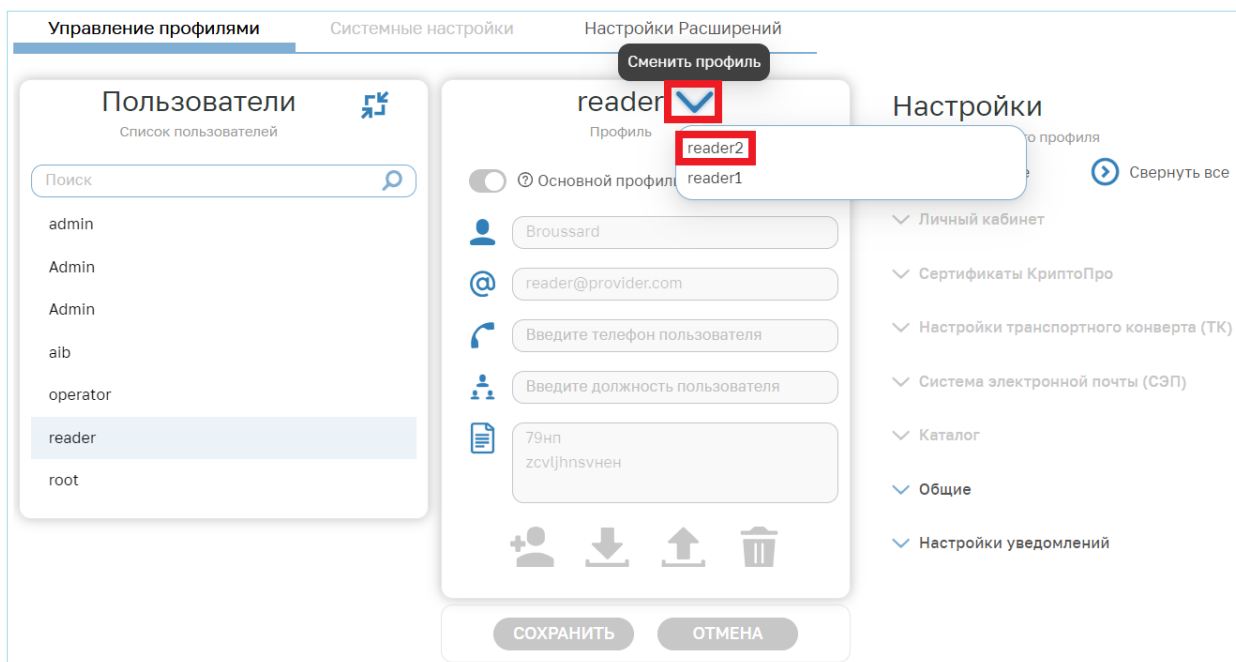 Управление профилями
Системные настройки
Настройки Расширений
Сменить профиль
Пользователи
Список пользователей
Поиск
admin
Admin
Admin
aib
operator
reader
root
reader
Профиль
reader2
reader1
Основной профиль
Broussard
reader@provider.com
Введите телефон пользователя
Введите должность пользователя
79нп
zcvljhnsvнен
СОХРАНИТЬ
ОТМЕНА
Настройки
профиля
Свернуть все
Личный кабинет
Сертификаты КриптоПро
Настройки транспортного конверта (ТК)
Система электронной почты (СЭП)
Каталог
Общие
Настройки уведомлений